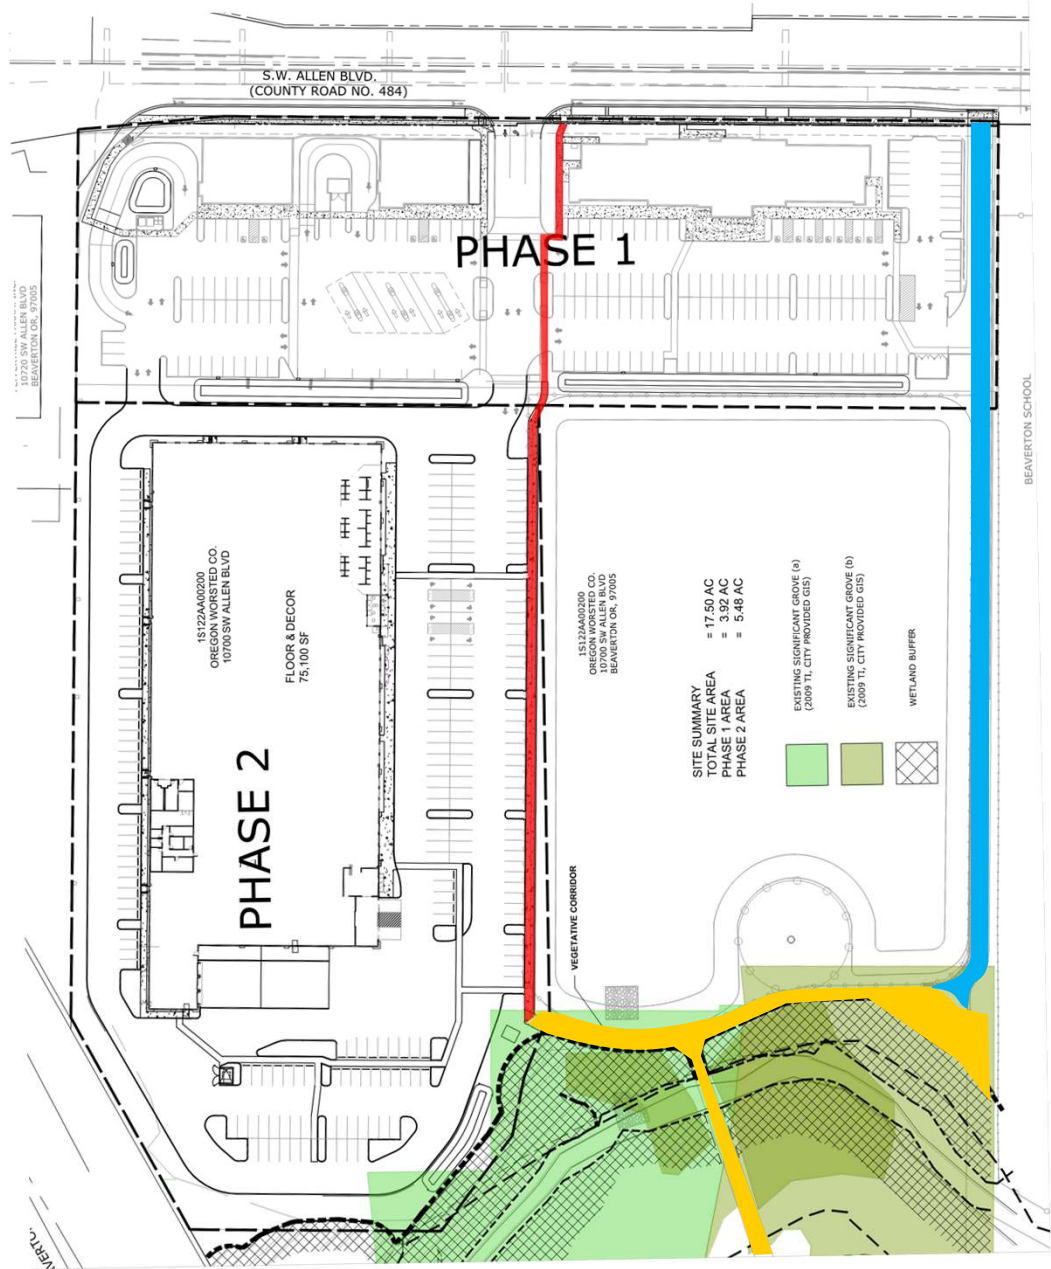 S.W. ALLEN BLVD.
(COUNTY ROAD NO. 484)
PHASE 1
10720 SW ALLEN BLVD
BEAVERTON OR, 97005
BEAVERTON SCHOOL
1S122AA00200
OREGON WORSTED CO.
10700 SW ALLEN BLVD
FLOOR & DECOR
75,100 SF
PHASE 2
1S122AA00200
OREGON WORSTED CO.
10700 SW ALLEN BLVD
BEAVERTON OR, 97005
SITE SUMMARY
TOTAL SITE AREA = 17.50 AC
PHASE 1 AREA = 3.92 AC
PHASE 2 AREA = 5.48 AC
EXISTING SIGNIFICANT GROVE (a)
(2009 TI, CITY PROVIDED GIS)
EXISTING SIGNIFICANT GROVE (b)
(2009 TI, CITY PROVIDED GIS)
WETLAND BUFFER
VEGETATIVE CORRIDOR